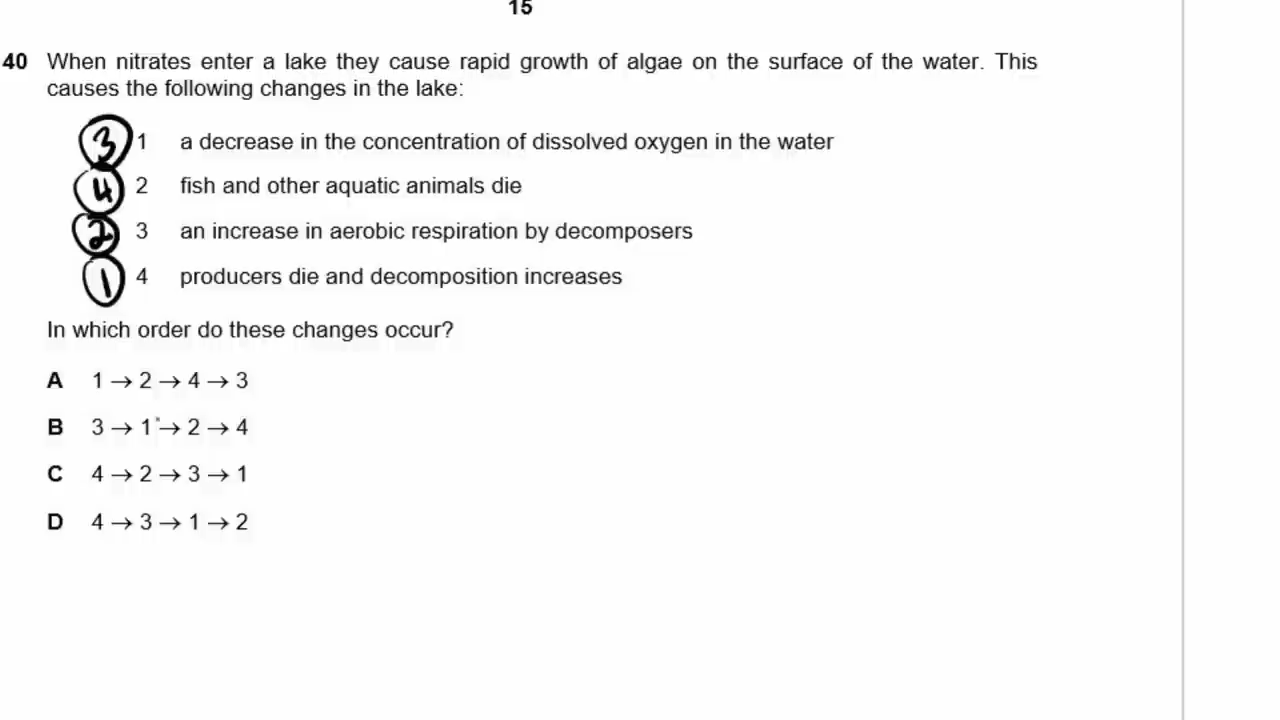 15
40 When nitrates enter a lake they cause rapid growth of algae on the surface of the water. This
causes the following changes in the lake:
3 1 a decrease in the concentration of dissolved oxygen in the water
4 2 fish and other aquatic animals die
2 3 an increase in aerobic respiration by decomposers
1 4 producers die and decomposition increases
In which order do these changes occur?
A 1 → 2 → 4 → 3
B 3 → 1 → 2 → 4
C 4 → 2 → 3 → 1
D 4 → 3 → 1 → 2